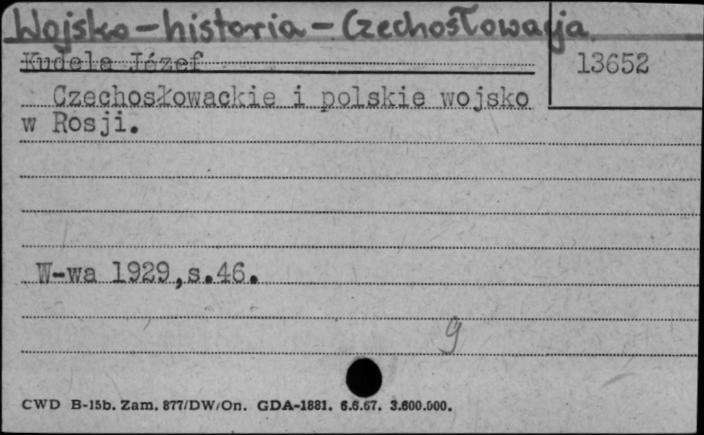 Wojsko – historia – Czechosłowacja
Kudela Józef
13652
Czechosłowackie i polskie wojsko
w Rosji.
W-wa 1929,s.46.
g
CWD B-15b. Zam. 877/DW/On. GDA-1881. 6.6.67. 3.600.000.